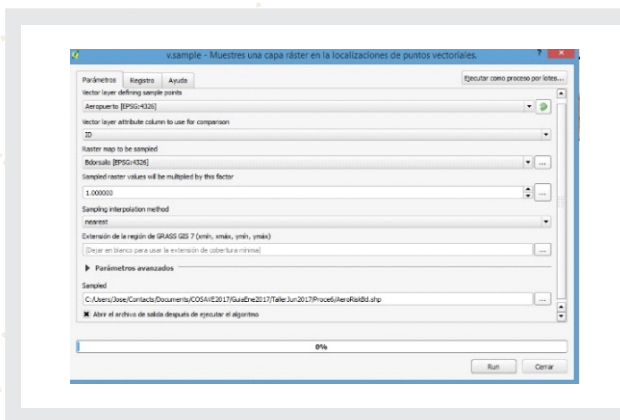 v.sample - Muestres una capa ráster en la localizaciones de puntos vectoriales.
?
Parámetros Registro Ayuda
Ejecutar como proceso por lotes...
Vector layer defining sample points
Aeropuerto [EPSG:4326]
Vector layer attribute column to use for comparison
ID
Raster map to be sampled
Bdorsalis [EPSG:4326]
...
Sampled raster values will be multiplied by this factor
1.000000
...
Sampling interpolation method
nearest
Extensión de la región de GRASS GIS 7 (xmín, xmáx, ymín, ymáx)
[Dejar en blanco para usar la extensión de cobertura mínima]
...
Parámetros avanzados
Sampled
C:/Users/Jose/Contacts/Documents/COSAVE2017/GuiaEne2017/TallerJun2017/Proce6/AeroRiskBd.shp
...
Abrir el archivo de salida después de ejecutar el algoritmo
0%
Run Cerrar